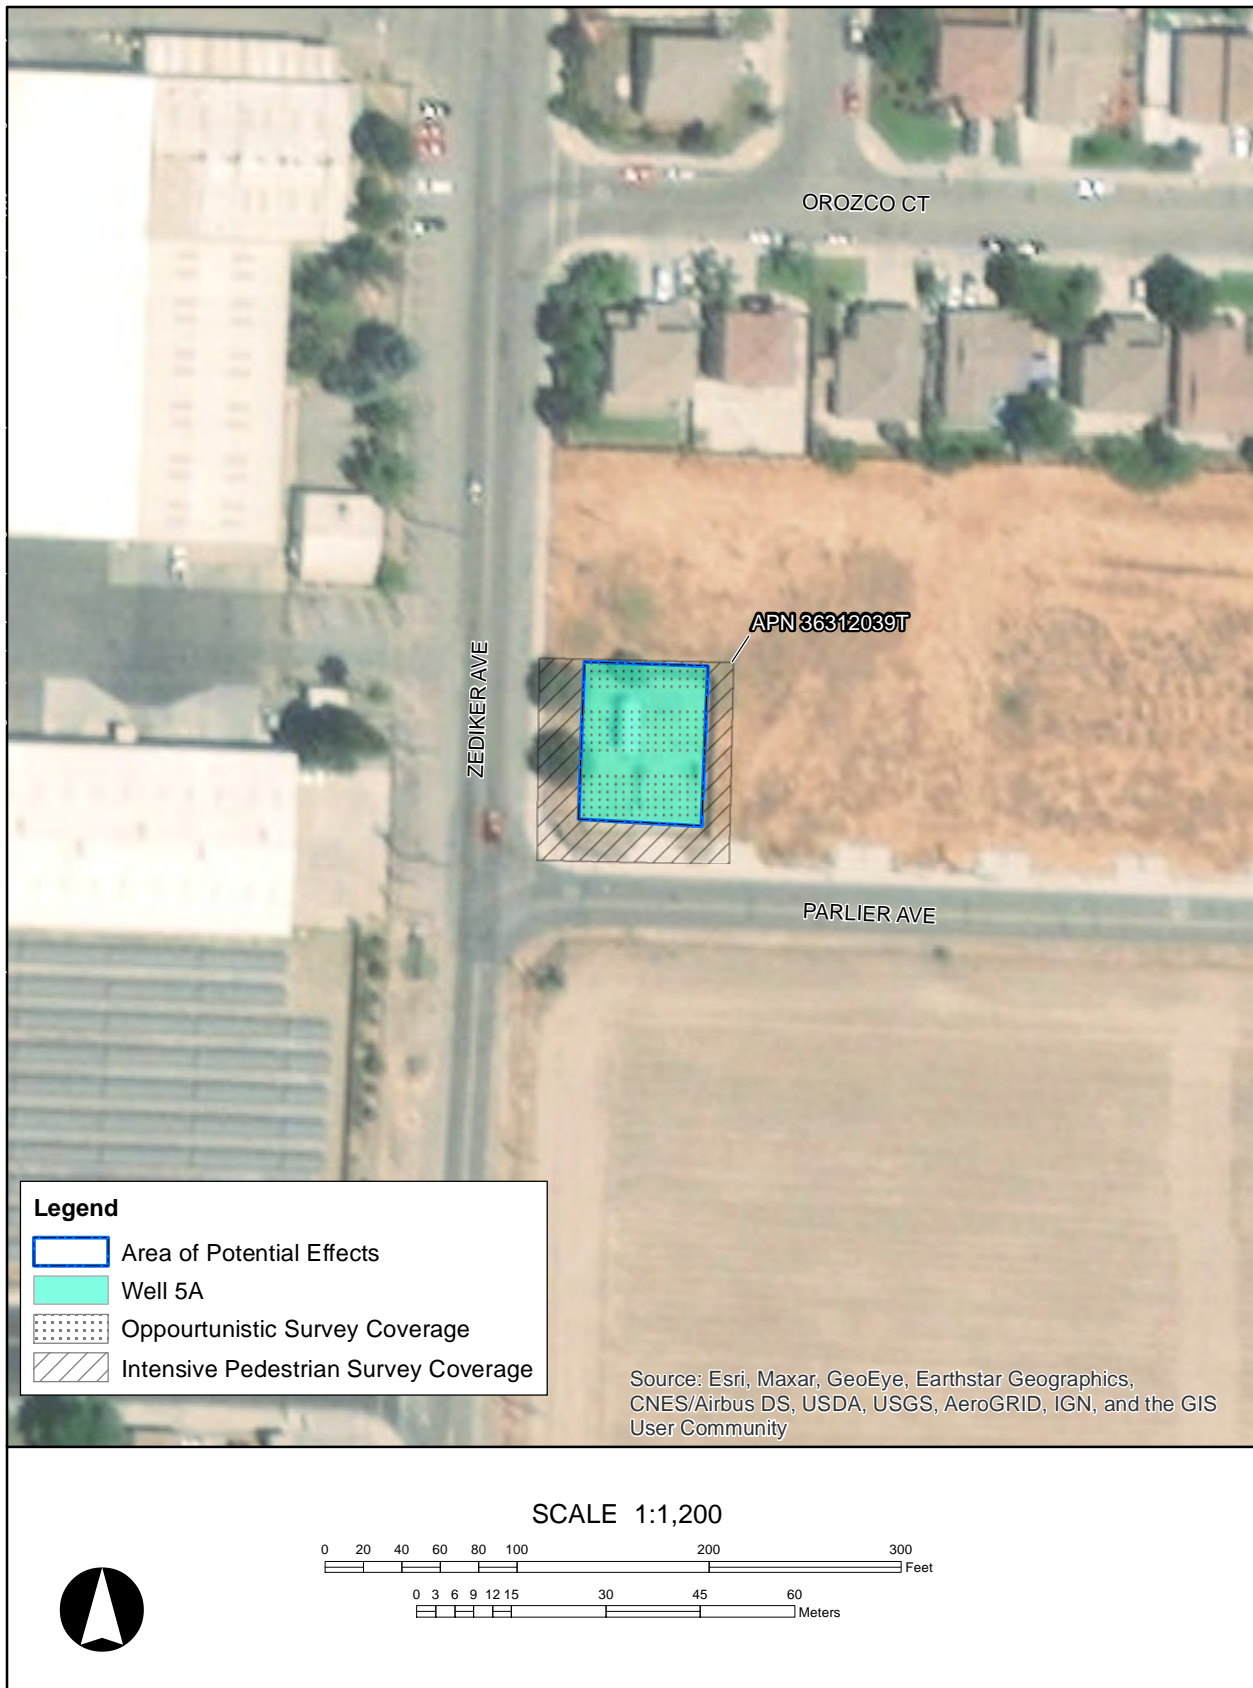 OROZCO CT
APN 36312039T
ZEDIKER AVE
PARLIER AVE
Legend
Area of Potential Effects
Well 5A
Oppourtunistic Survey Coverage
Intensive Pedestrian Survey Coverage
Source: Esri, Maxar, GeoEye, Earthstar Geographics,
CNES/Airbus DS, USDA, USGS, AeroGRID, IGN, and the GIS
User Community
SCALE 1:1,200
0 20 40 60 80 100 200 300
Feet
0 3 6 9 12 15 30 45 60
Meters